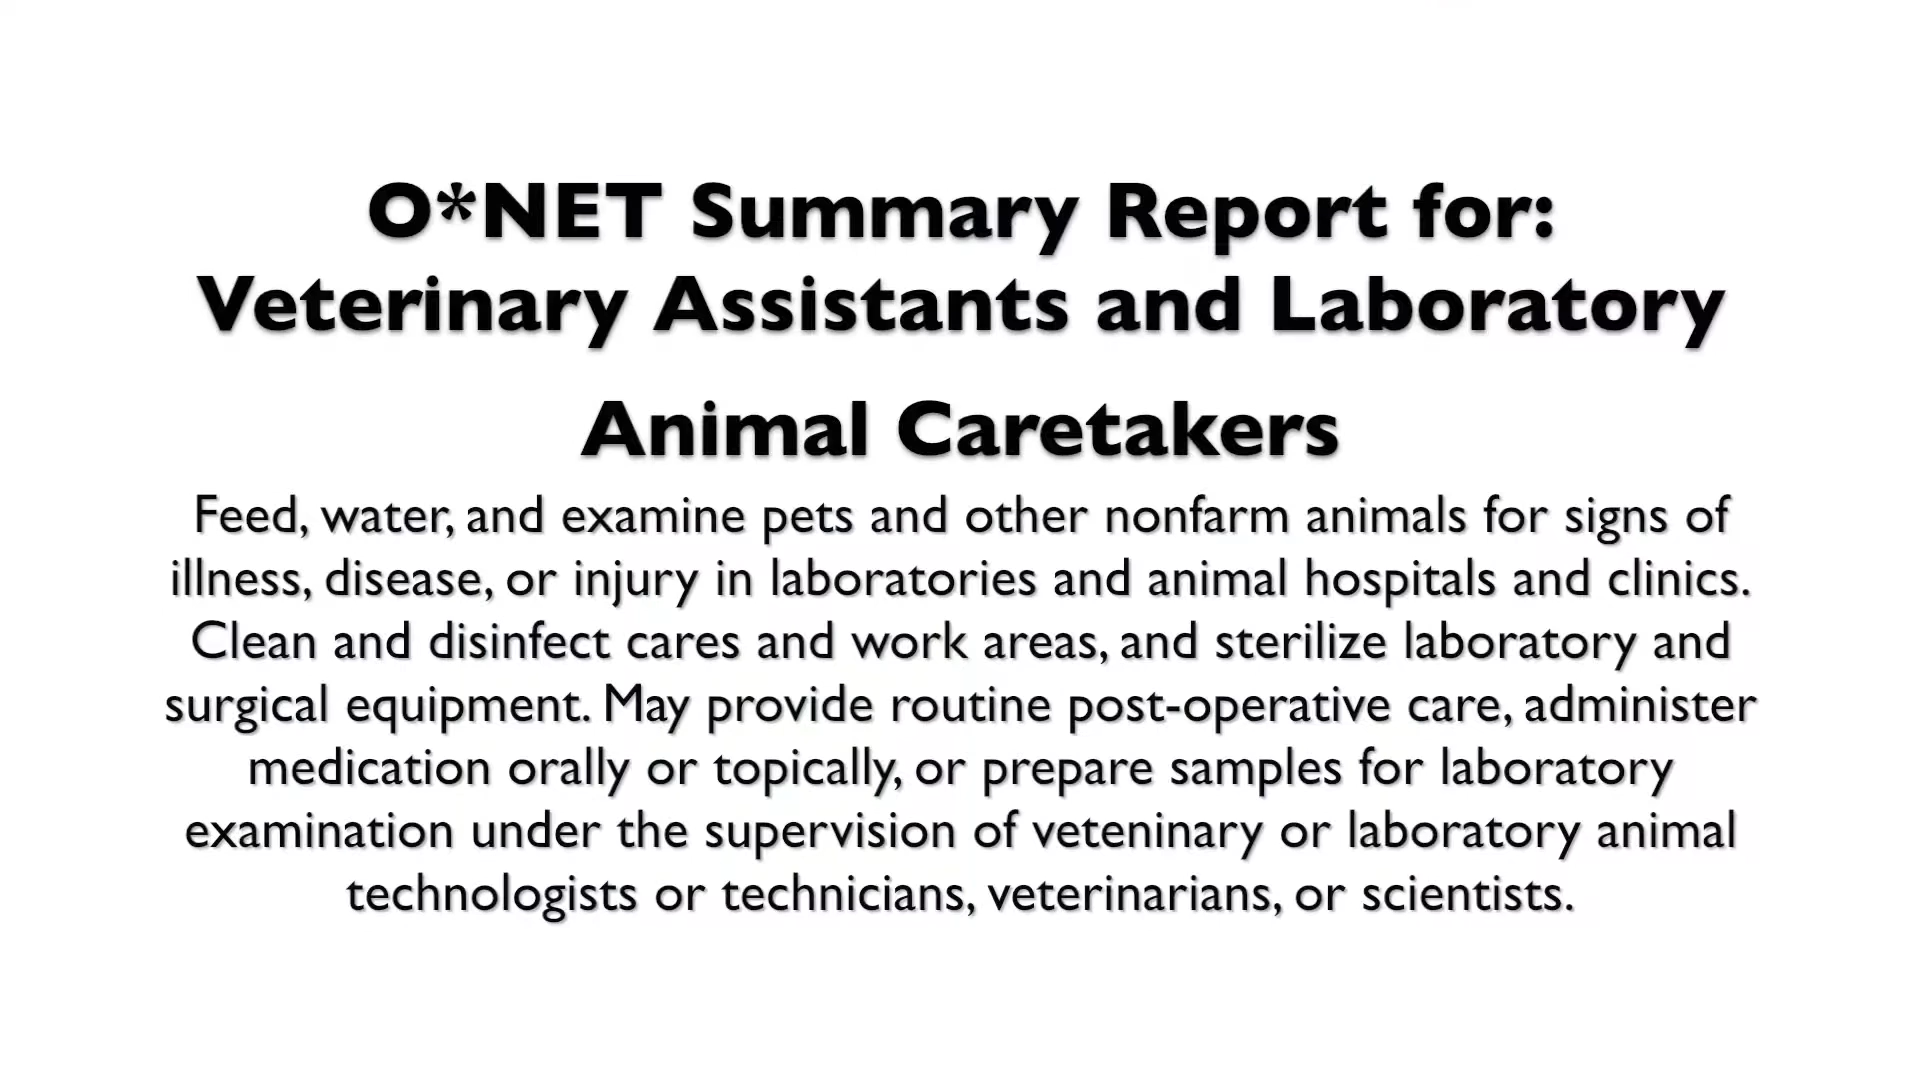 O*NET Summary Report for:
Veterinary Assistants and Laboratory
Animal Caretakers
Feed, water, and examine pets and other nonfarm animals for signs of
illness, disease, or injury in laboratories and animal hospitals and clinics.
Clean and disinfect cares and work areas, and sterilize laboratory and
surgical equipment. May provide routine post-operative care, administer
medication orally or topically, or prepare samples for laboratory
examination under the supervision of veteninary or laboratory animal
technologists or technicians, veterinarians, or scientists.